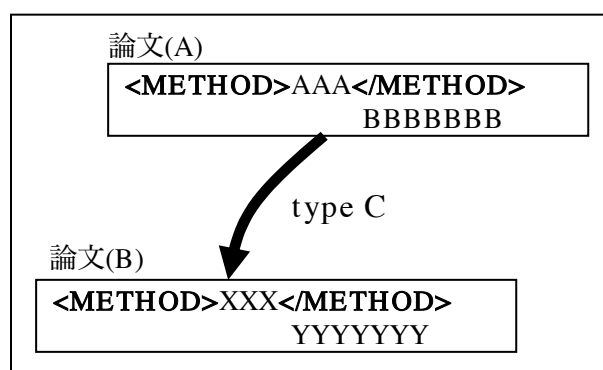 論文(A)
<METHOD>AAA</METHOD>
BBBBBBB
type C
論文(B)
<METHOD>XXX</METHOD>
YYYYYYY